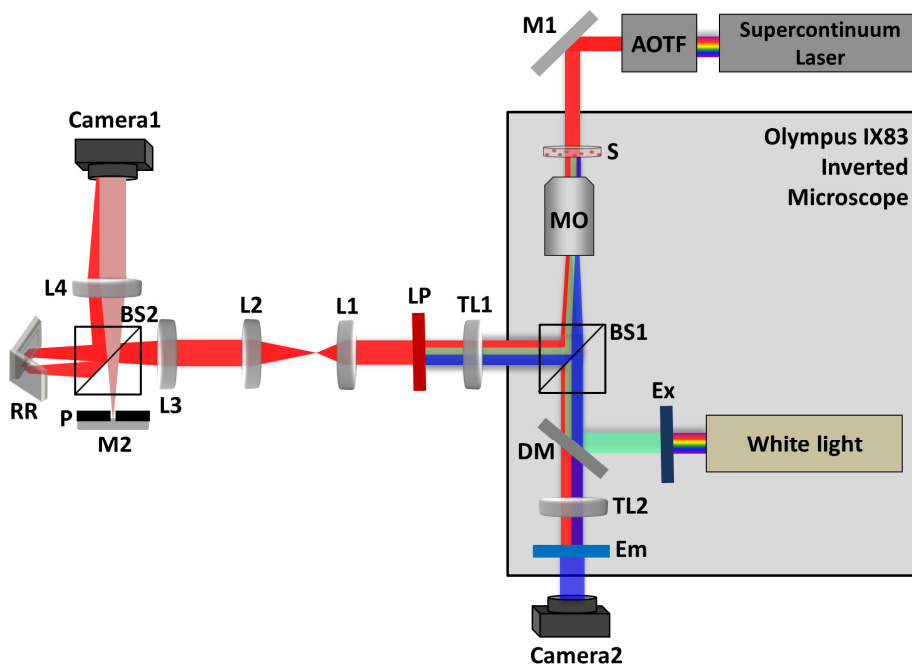 M1
AOTF
Supercontinuum
Laser
Camera1
S
Olympus IX83
Inverted
Microscope
MO
L4
BS2
L2
L1
LP
TL1
BS1
RR
P
L3
M2
Ex
DM
White light
TL2
Em
Camera2